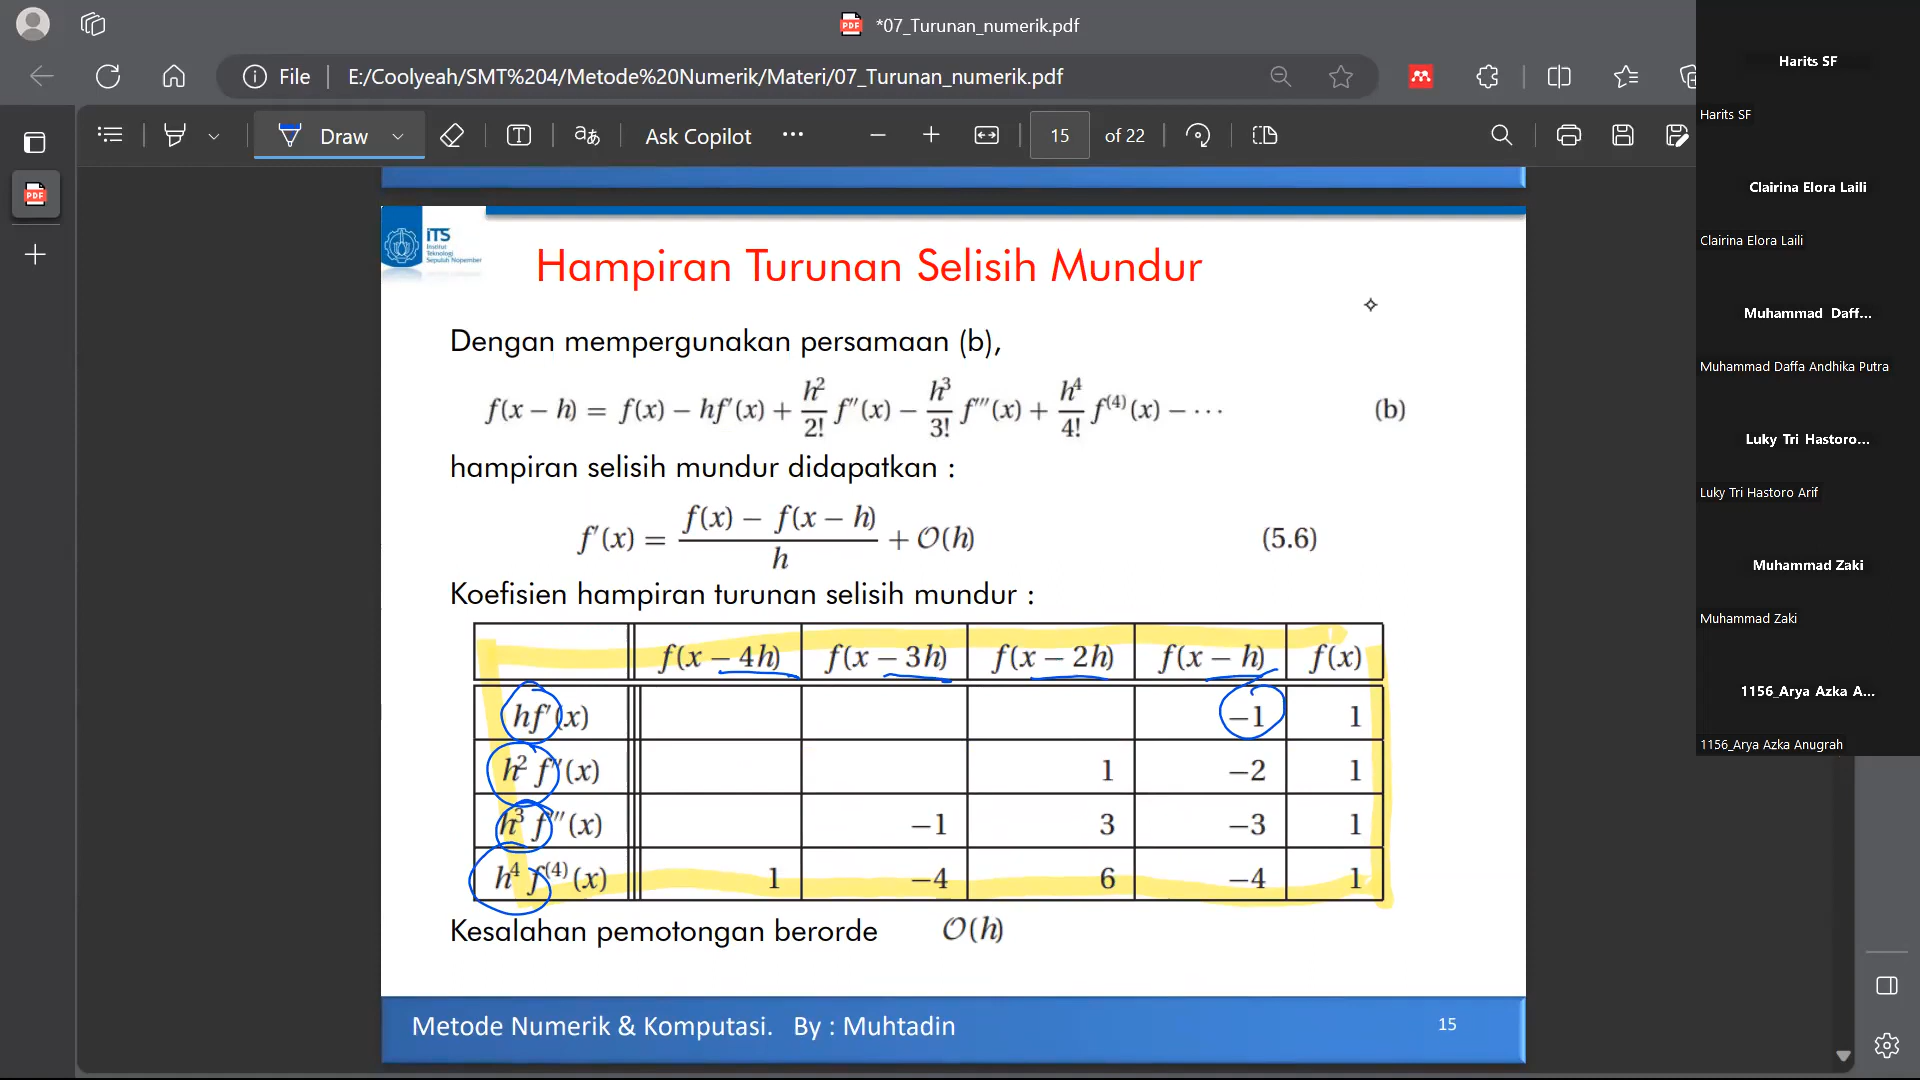 *07_Turunan_numerik.pdf
File
E:/Coolyeah/SMT%204/Metode%20Numerik/Materi/07_Turunan_numerik.pdf
Draw
Ask Copilot
15 of 22
ITS
Institut
Teknologi
Sepuluh Nopember
Hampiran Turunan Selisih Mundur
Dengan mempergunakan persamaan (b),
f(x − h) = f(x) − hf′(x) + h²/2! f″(x) − h³/3! f‴(x) + h⁴/4! f⁽⁴⁾(x) − ⋯ (b)
hampiran selisih mundur didapatkan :
f′(x) = f(x) − f(x − h) / h + O(h) (5.6)
Koefisien hampiran turunan selisih mundur :
f(x − 4h) f(x − 3h) f(x − 2h) f(x − h) f(x)
hf′(x) −1 1
h² f″(x) 1 −2 1
h³ f‴(x) −1 3 −3 1
h⁴ f⁽⁴⁾(x) 1 −4 6 −4 1
Kesalahan pemotongan berorde O(h)
Metode Numerik & Komputasi. By : Muhtadin
15
Harits SF
Harits SF
Clairina Elora Laili
Clairina Elora Laili
Muhammad Daff...
Muhammad Daffa Andhika Putra
Luky Tri Hastoro...
Luky Tri Hastoro Arif
Muhammad Zaki
Muhammad Zaki
1156_Arya Azka A...
1156_Arya Azka Anugrah